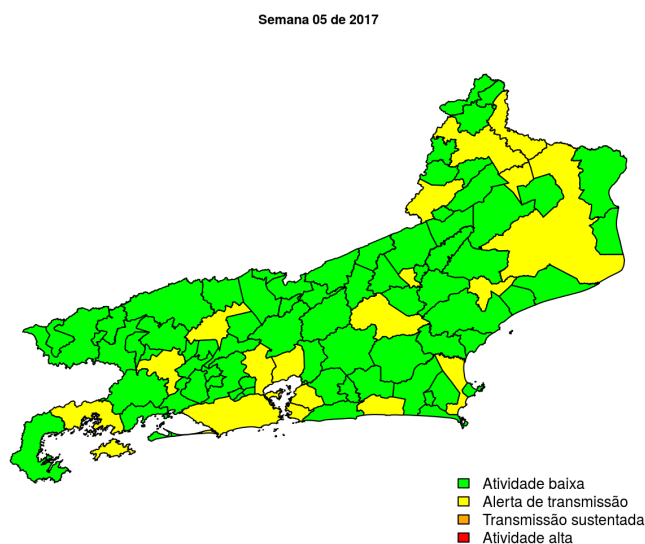 Semana 05 de 2017
Atividade baixa
Alerta de transmissão
Transmissão sustentada
Atividade alta